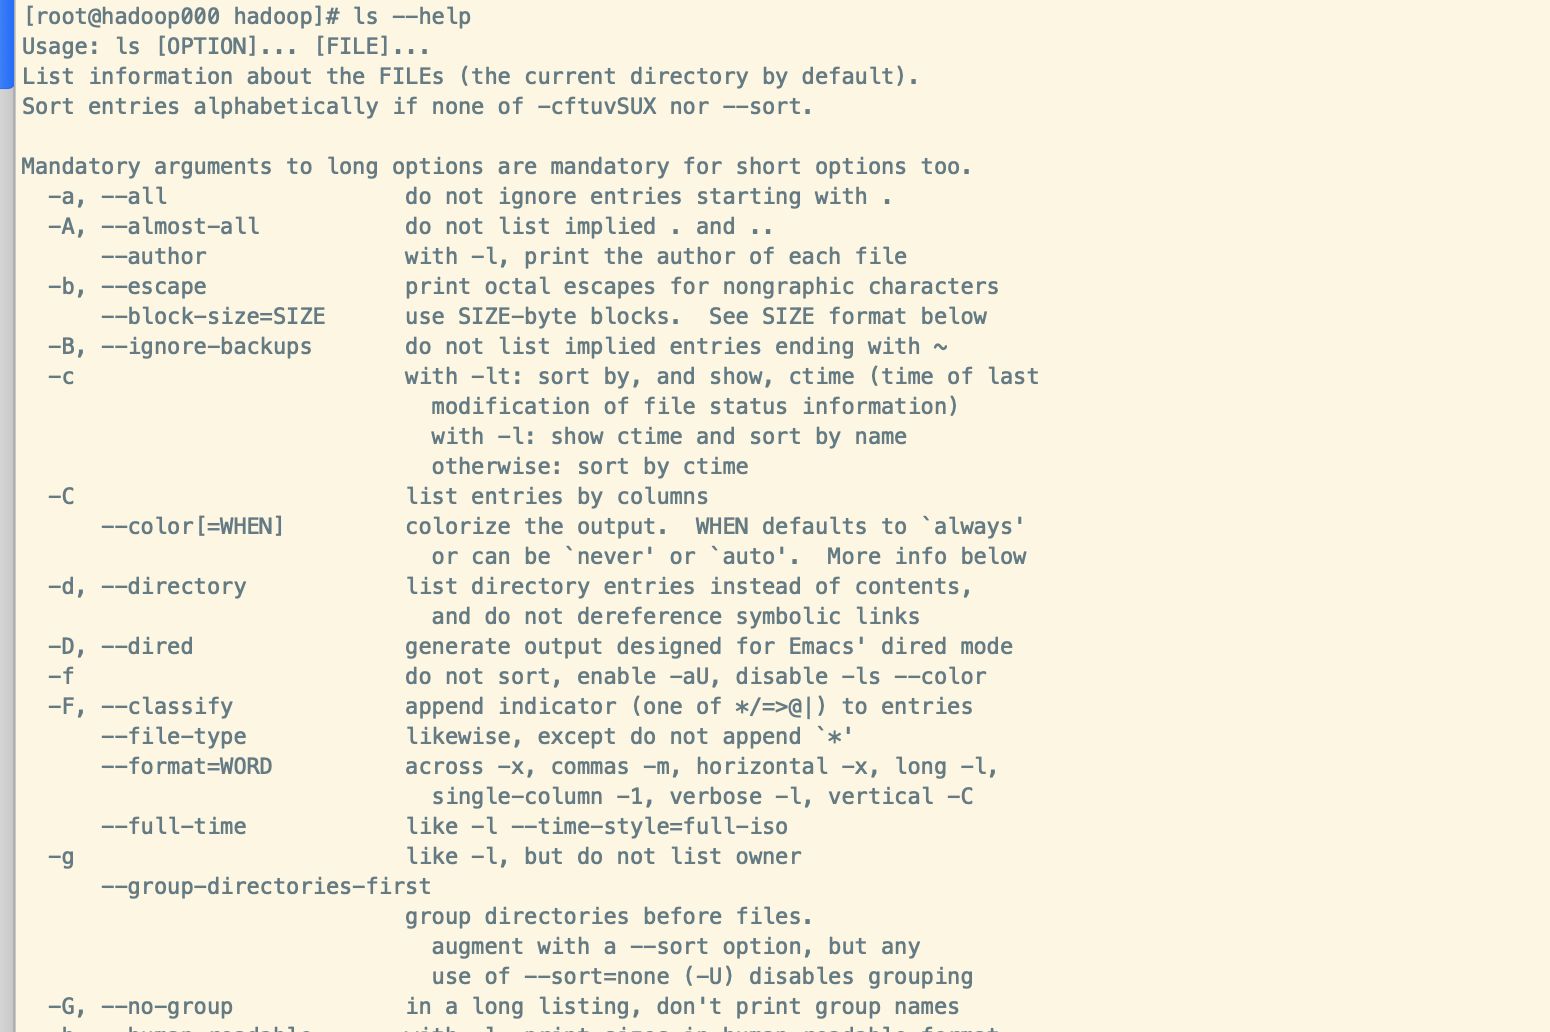 [root@hadoop000 hadoop]# ls --help
Usage: ls [OPTION]... [FILE]...
List information about the FILEs (the current directory by default).
Sort entries alphabetically if none of -cftuvSUX nor --sort.

Mandatory arguments to long options are mandatory for short options too.
  -a, --all                  do not ignore entries starting with .
  -A, --almost-all           do not list implied . and ..
      --author               with -l, print the author of each file
  -b, --escape               print octal escapes for nongraphic characters
      --block-size=SIZE      use SIZE-byte blocks.  See SIZE format below
  -B, --ignore-backups       do not list implied entries ending with ~
  -c                         with -lt: sort by, and show, ctime (time of last
                               modification of file status information)
                               with -l: show ctime and sort by name
                               otherwise: sort by ctime
  -C                         list entries by columns
      --color[=WHEN]         colorize the output.  WHEN defaults to `always'
                               or can be `never' or `auto'.  More info below
  -d, --directory            list directory entries instead of contents,
                               and do not dereference symbolic links
  -D, --dired                generate output designed for Emacs' dired mode
  -f                         do not sort, enable -aU, disable -ls --color
  -F, --classify             append indicator (one of */=>@|) to entries
      --file-type            likewise, except do not append `*'
      --format=WORD          across -x, commas -m, horizontal -x, long -l,
                               single-column -1, verbose -l, vertical -C
      --full-time            like -l --time-style=full-iso
  -g                         like -l, but do not list owner
      --group-directories-first
                             group directories before files.
                               augment with a --sort option, but any
                               use of --sort=none (-U) disables grouping
  -G, --no-group             in a long listing, don't print group names